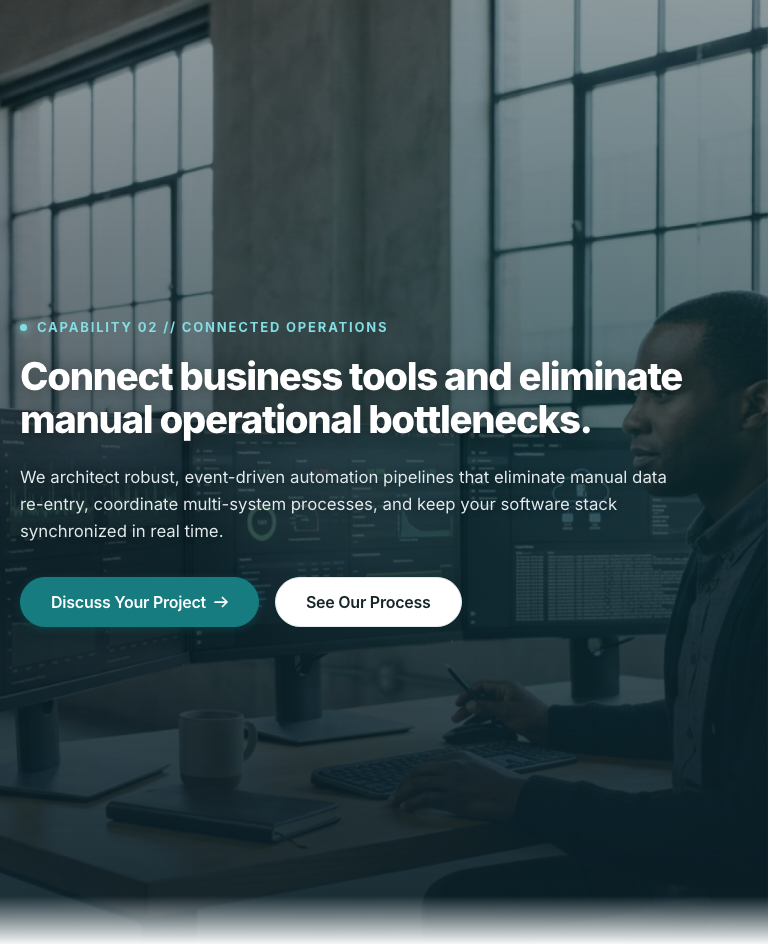 CAPABILITY 02 // CONNECTED OPERATIONS
Connect business tools and eliminate
manual operational bottlenecks.
We architect robust, event-driven automation pipelines that eliminate manual data
re-entry, coordinate multi-system processes, and keep your software stack
synchronized in real time.
Discuss Your Project →
See Our Process